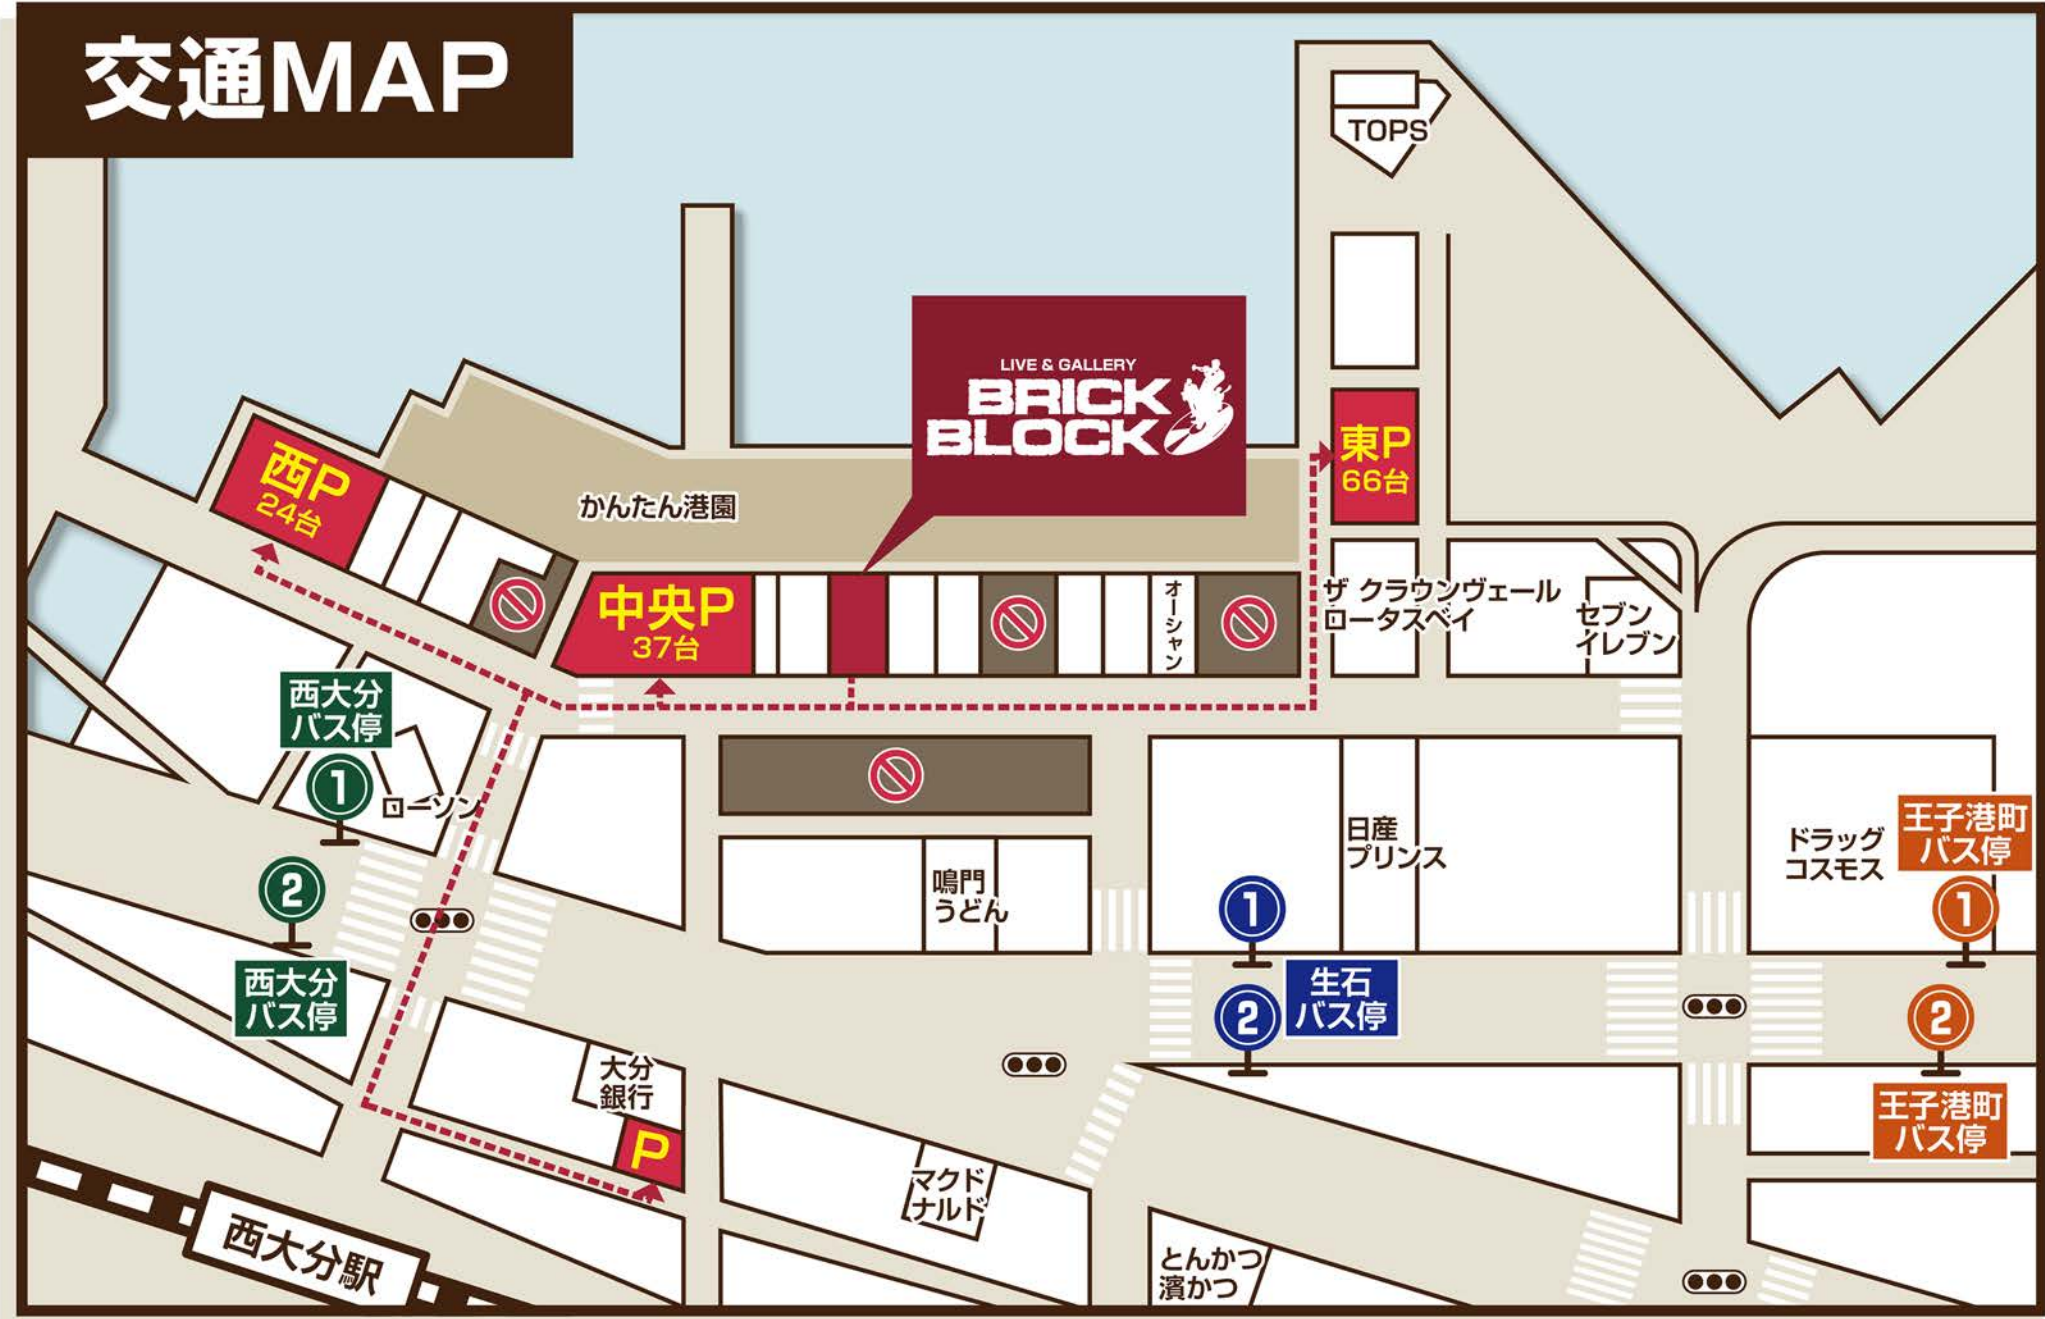 交通MAP
TOPS
LIVE & GALLERY
BRICK
BLOCK
西P
24台
東P
66台
かんたん港園
中央P
37台
オーシャン
ザ クラウンヴェール
ロータスベイ
セブン
イレブン
西大分
バス停
1
ローソン
2
西大分
バス停
鳴門
うどん
日産
プリンス
ドラッグ
コスモス
王子港町
バス停
1
1
生石
バス停
2
2
王子港町
バス停
大分
銀行
P
マクド
ナルド
西大分駅
とんかつ
濱かつ